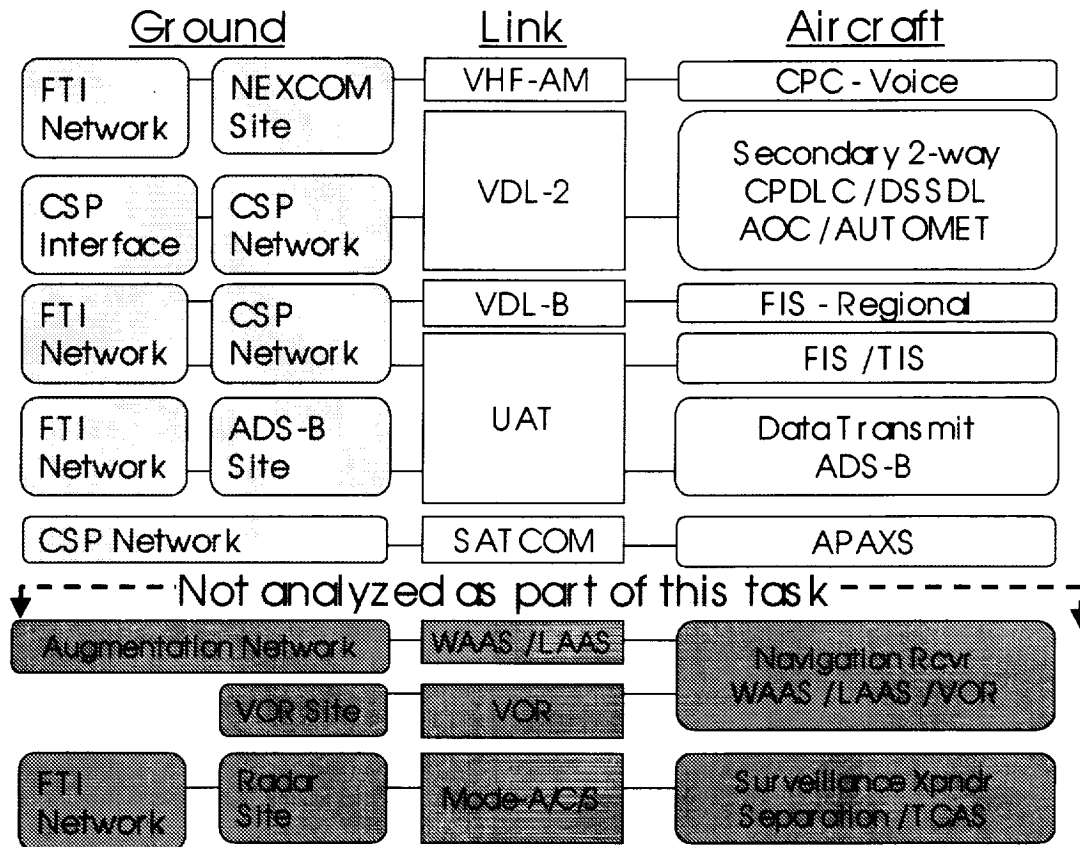 Ground Link Aircraft
FTI
Network
NEXCOM
Site
VHF-AM
CPC - Voice
VDL-2
Secondary 2-way
CPDLC / DSSDL
AOC / AUTOMET
CSP
Interface
CSP
Network
FTI
Network
CSP
Network
VDL-B
FIS - Regional
FIS / TIS
UAT
FTI
Network
ADS-B
Site
Data Transmit
ADS-B
CSP Network
SATCOM
APAXS
Not analyzed as part of this task
Augmentation Network
WAAS / LAAS
Navigation Rcvr
WAAS / LAAS / VOR
VOR Site
VOR
FTI
Network
Radar
Site
Mode-A/C/S
Surveillance Xpndr
Separation / TCAS